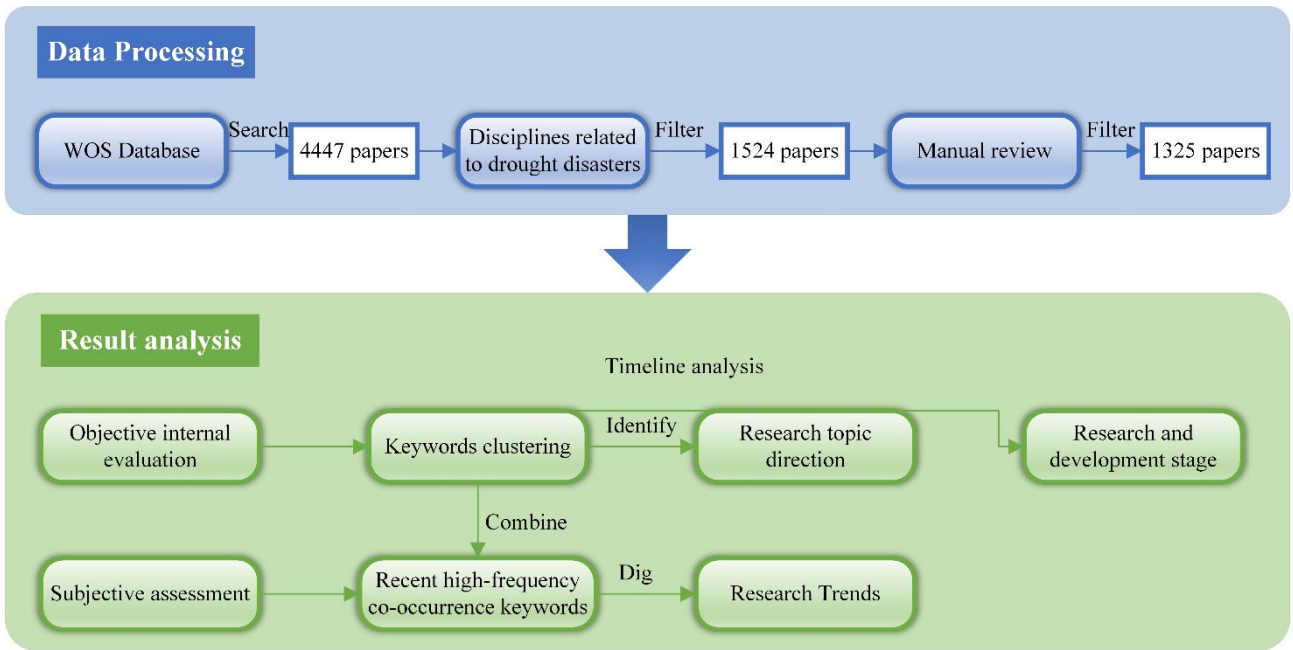 Data Processing
WOS Database
Search
4447 papers
Disciplines related
to drought disasters
Filter
1524 papers
Manual review
Filter
1325 papers
Result analysis
Timeline analysis
Objective internal
evaluation
Keywords clustering
Identify
Research topic
direction
Research and
development stage
Combine
Subjective assessment
Recent high-frequency
co-occurrence keywords
Dig
Research Trends